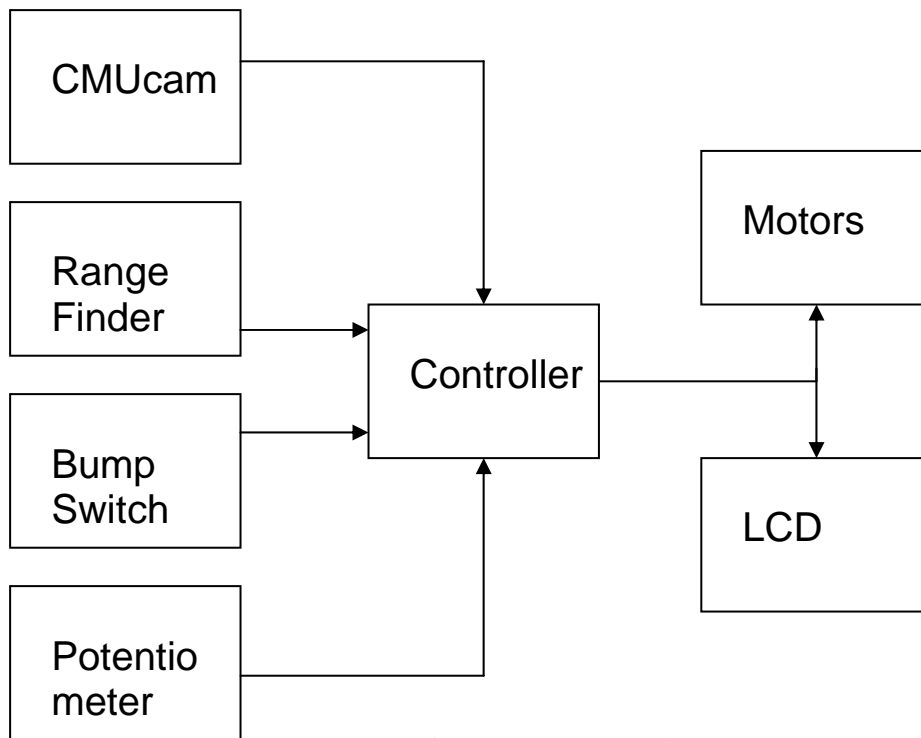 CMUcam
Range
Finder
Bump
Switch
Potentio
meter
Controller
Motors
LCD